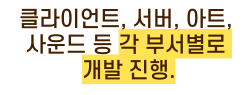 클라이언트, 서버, 아트,
사운드 등 각 부서별로
개발 진행.